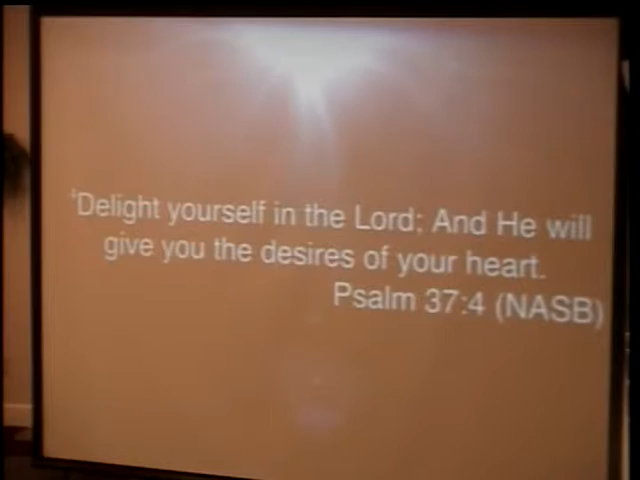 ⁴Delight yourself in the Lord; And He will
give you the desires of your heart.
Psalm 37:4 (NASB)